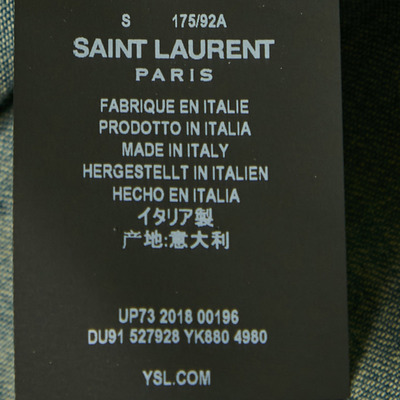 S 175/92A
SAINT LAURENT
PARIS
FABRIQUE EN ITALIE
PRODOTTO IN ITALIA
MADE IN ITALY
HERGESTELLT IN ITALIEN
HECHO EN ITALIA
イタリア製
产地:意大利
UP73 2018 00196
DU91 527928 YK880 4980
YSL.COM